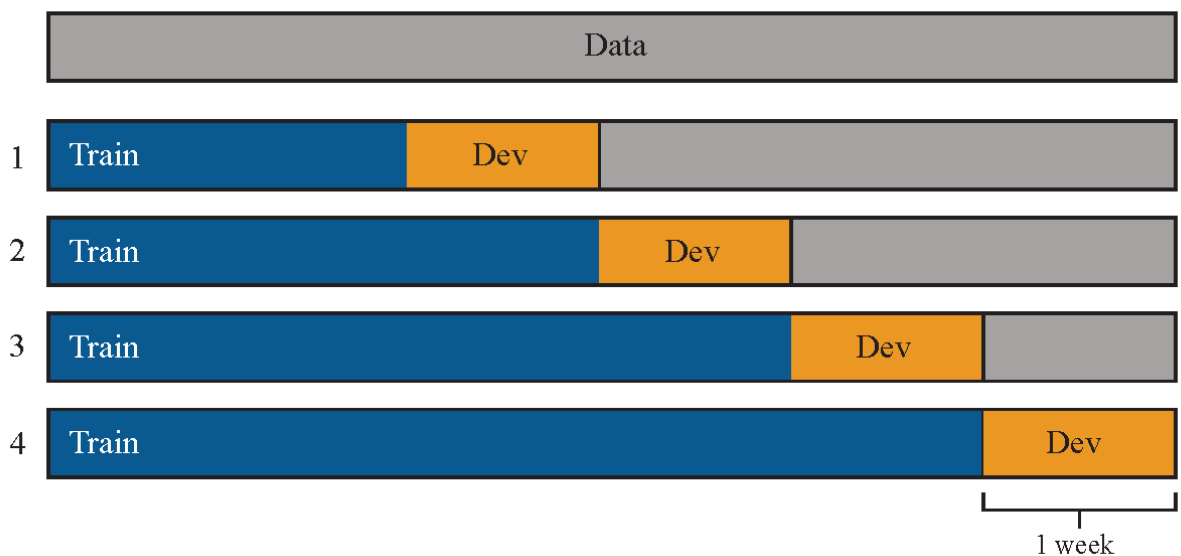 Data
1 Train Dev
2 Train Dev
3 Train Dev
4 Train Dev
1 week